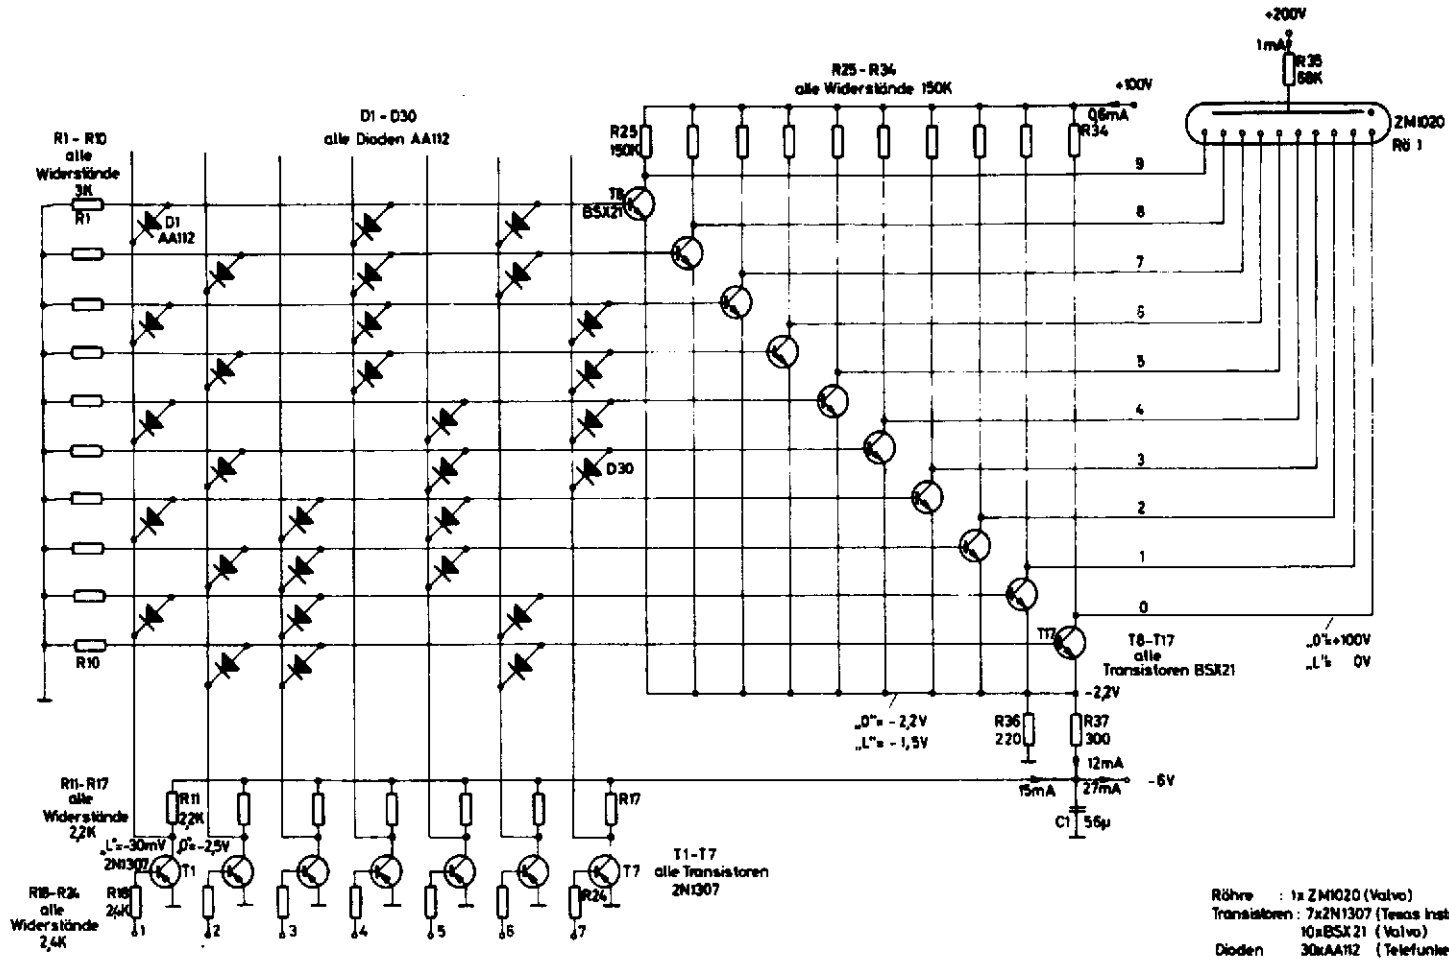 +200V
1mA
R35
68K
R25-R34
alle Widerstände 150K
+100V
0,6mA
ZM1020
Rö 1
D1 - D30
alle Dioden AA112
R1 - R10
alle
Widerstände
3K
R1
D1
AA112
R25
150K
R34
T8
BSX21
9
8
7
6
5
4
3
2
1
0
D30
R10
T17
T8-T17
alle
Transistoren BSX21
„0"=+100V
„L"= 0V
-2,2V
„0"= -2,2V
„L"= -1,5V
R36
220
R37
300
12mA
15mA
27mA
-6V
C1
56µ
R11-R17
alle
Widerstände
2,2K
R11
2,2K
R17
„L"=-30mV
„0"=-2,5V
2N1307
T1
T7
T1-T7
alle Transistoren
2N1307
R18-R24
alle
Widerstände
2,4K
R18
2,4K
R24
1
2
3
4
5
6
7
Röhre : 1x ZM1020 (Valvo)
Transistoren : 7x2N1307 (Texas Inst
10xBSX21 (Valvo)
Dioden 30xAA112 (Telefunke